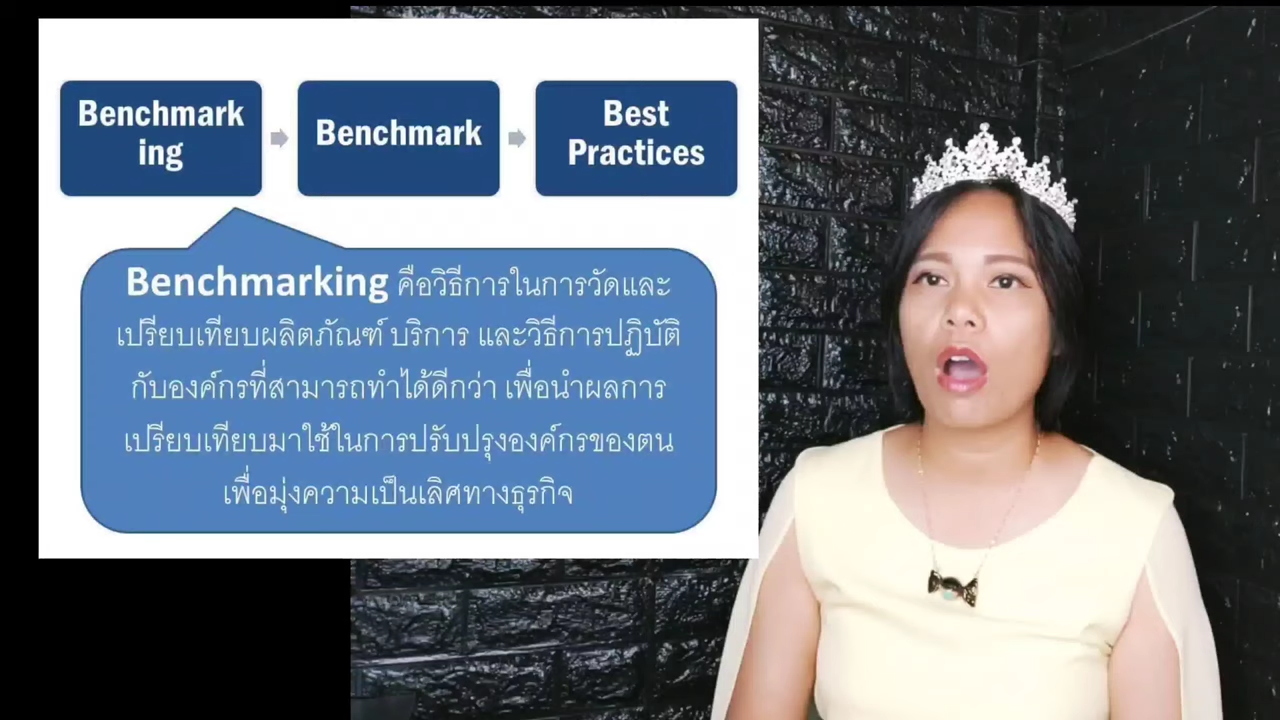 Benchmark
ing
Benchmark
Best
Practices
Benchmarking คือวิธีการในการวัดและ
เปรียบเทียบผลิตภัณฑ์ บริการ และวิธีการปฏิบัติ
กับองค์กรที่สามารถทำได้ดีกว่า เพื่อนำผลการ
เปรียบเทียบมาใช้ในการปรับปรุงองค์กรของตน
เพื่อมุ่งความเป็นเลิศทางธุรกิจ